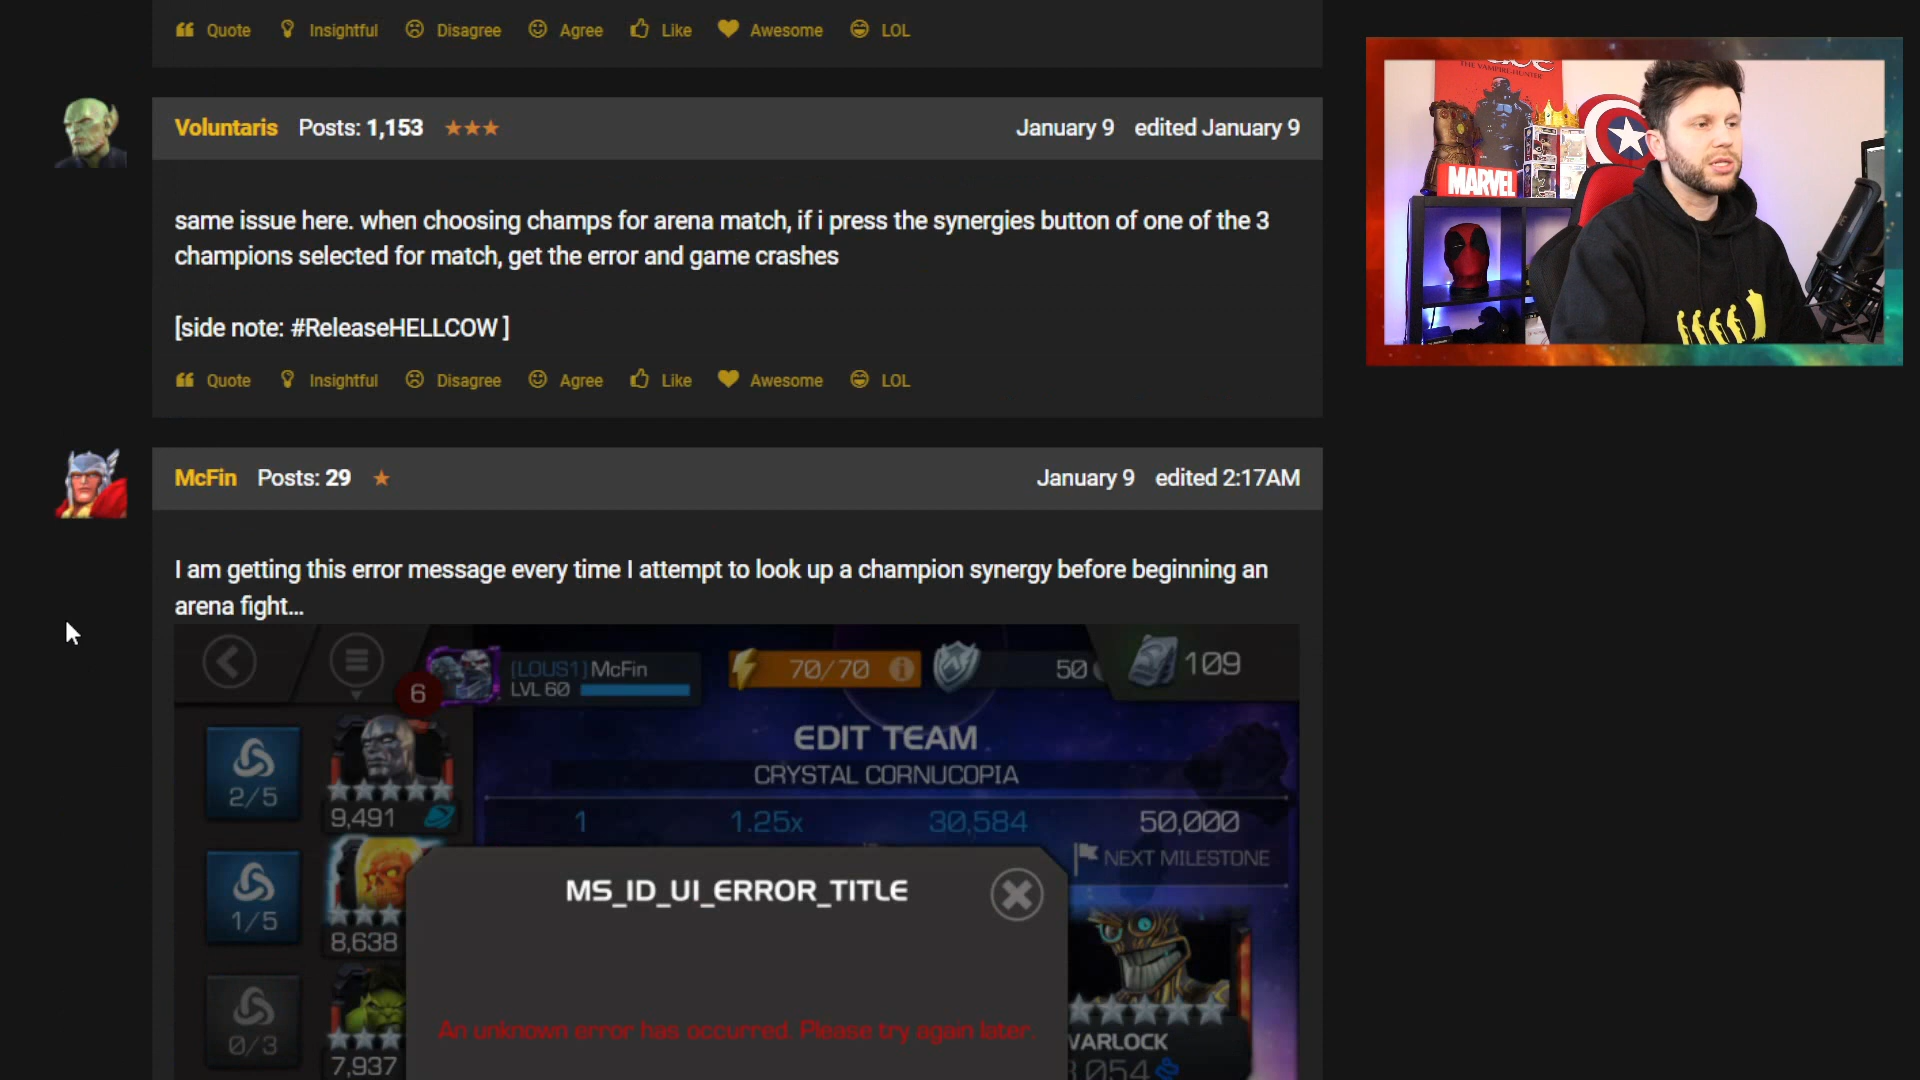 Quote Insightful Disagree Agree Like Awesome LOL
Voluntaris Posts: 1,153 January 9 edited January 9
same issue here. when choosing champs for arena match, if i press the synergies button of one of the 3
champions selected for match, get the error and game crashes
[side note: #ReleaseHELLCOW ]
Quote Insightful Disagree Agree Like Awesome LOL
McFin Posts: 29 January 9 edited 2:17AM
I am getting this error message every time I attempt to look up a champion synergy before beginning an
arena fight...
6
[LOUS1] McFin
LVL 60
70/70
50
109
EDIT TEAM
CRYSTAL CORNUCOPIA
2/5
9,491
1 1.25x 30,584 50,000
NEXT MILESTONE
1/5
8,638
MS_ID_UI_ERROR_TITLE
An unknown error has occurred. Please try again later.
0/3
7,937
WARLOCK
THE VAMPIRE HUNTER
MARVEL